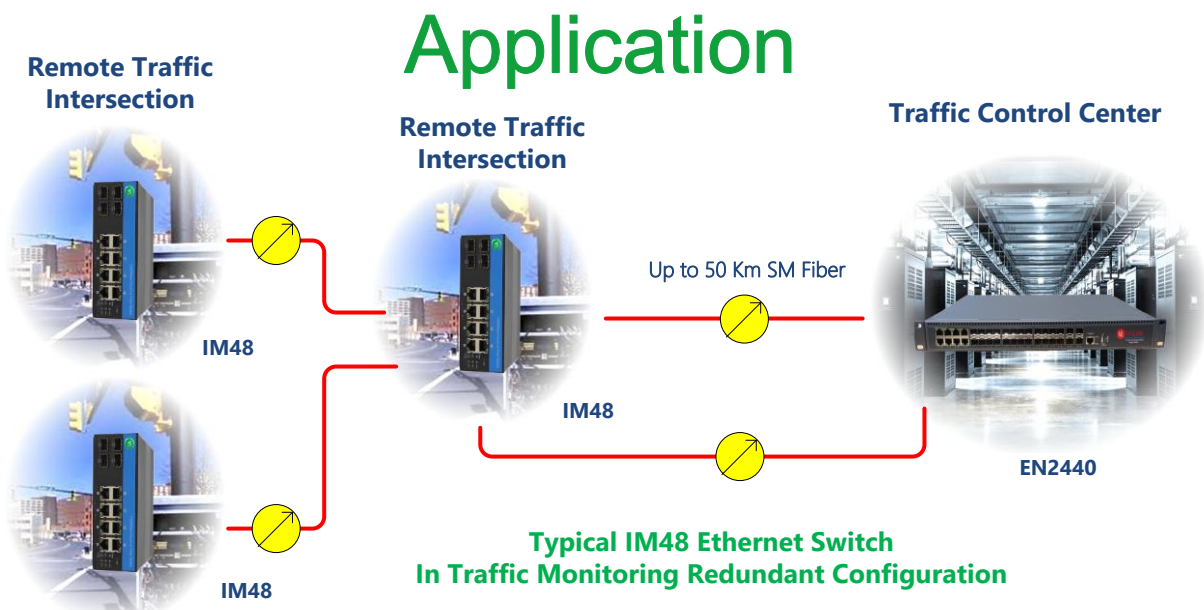 Application
Remote Traffic
Intersection
Remote Traffic
Intersection
Traffic Control Center
Up to 50 Km SM Fiber
IM48
IM48
EN2440
IM48
Typical IM48 Ethernet Switch
In Traffic Monitoring Redundant Configuration